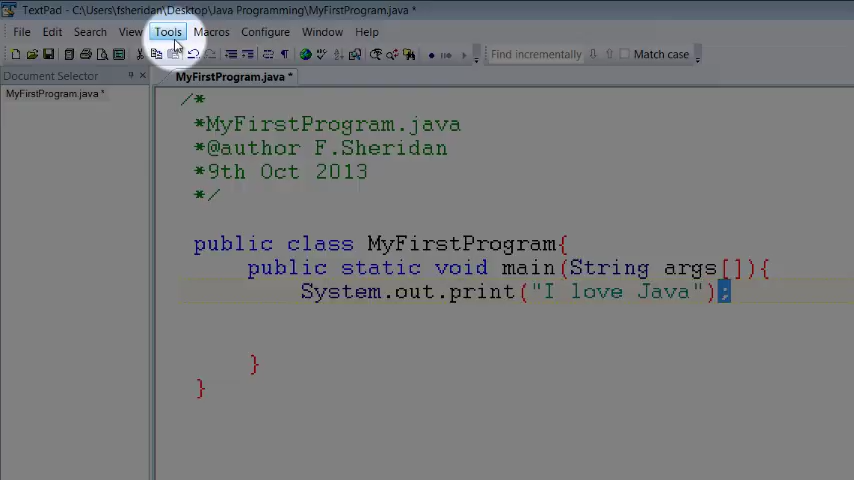 TextPad - C:\Users\fsheridan\Desktop\Java Programming\MyFirstProgram.java *
File Edit Search View Tools Macros Configure Window Help
Find incrementally Match case
Document Selector
MyFirstProgram.java *
MyFirstProgram.java *
/*
*MyFirstProgram.java
*@author F.Sheridan
*9th Oct 2013
*/
public class MyFirstProgram{
public static void main(String args[]){
System.out.print("I love Java");
}
}